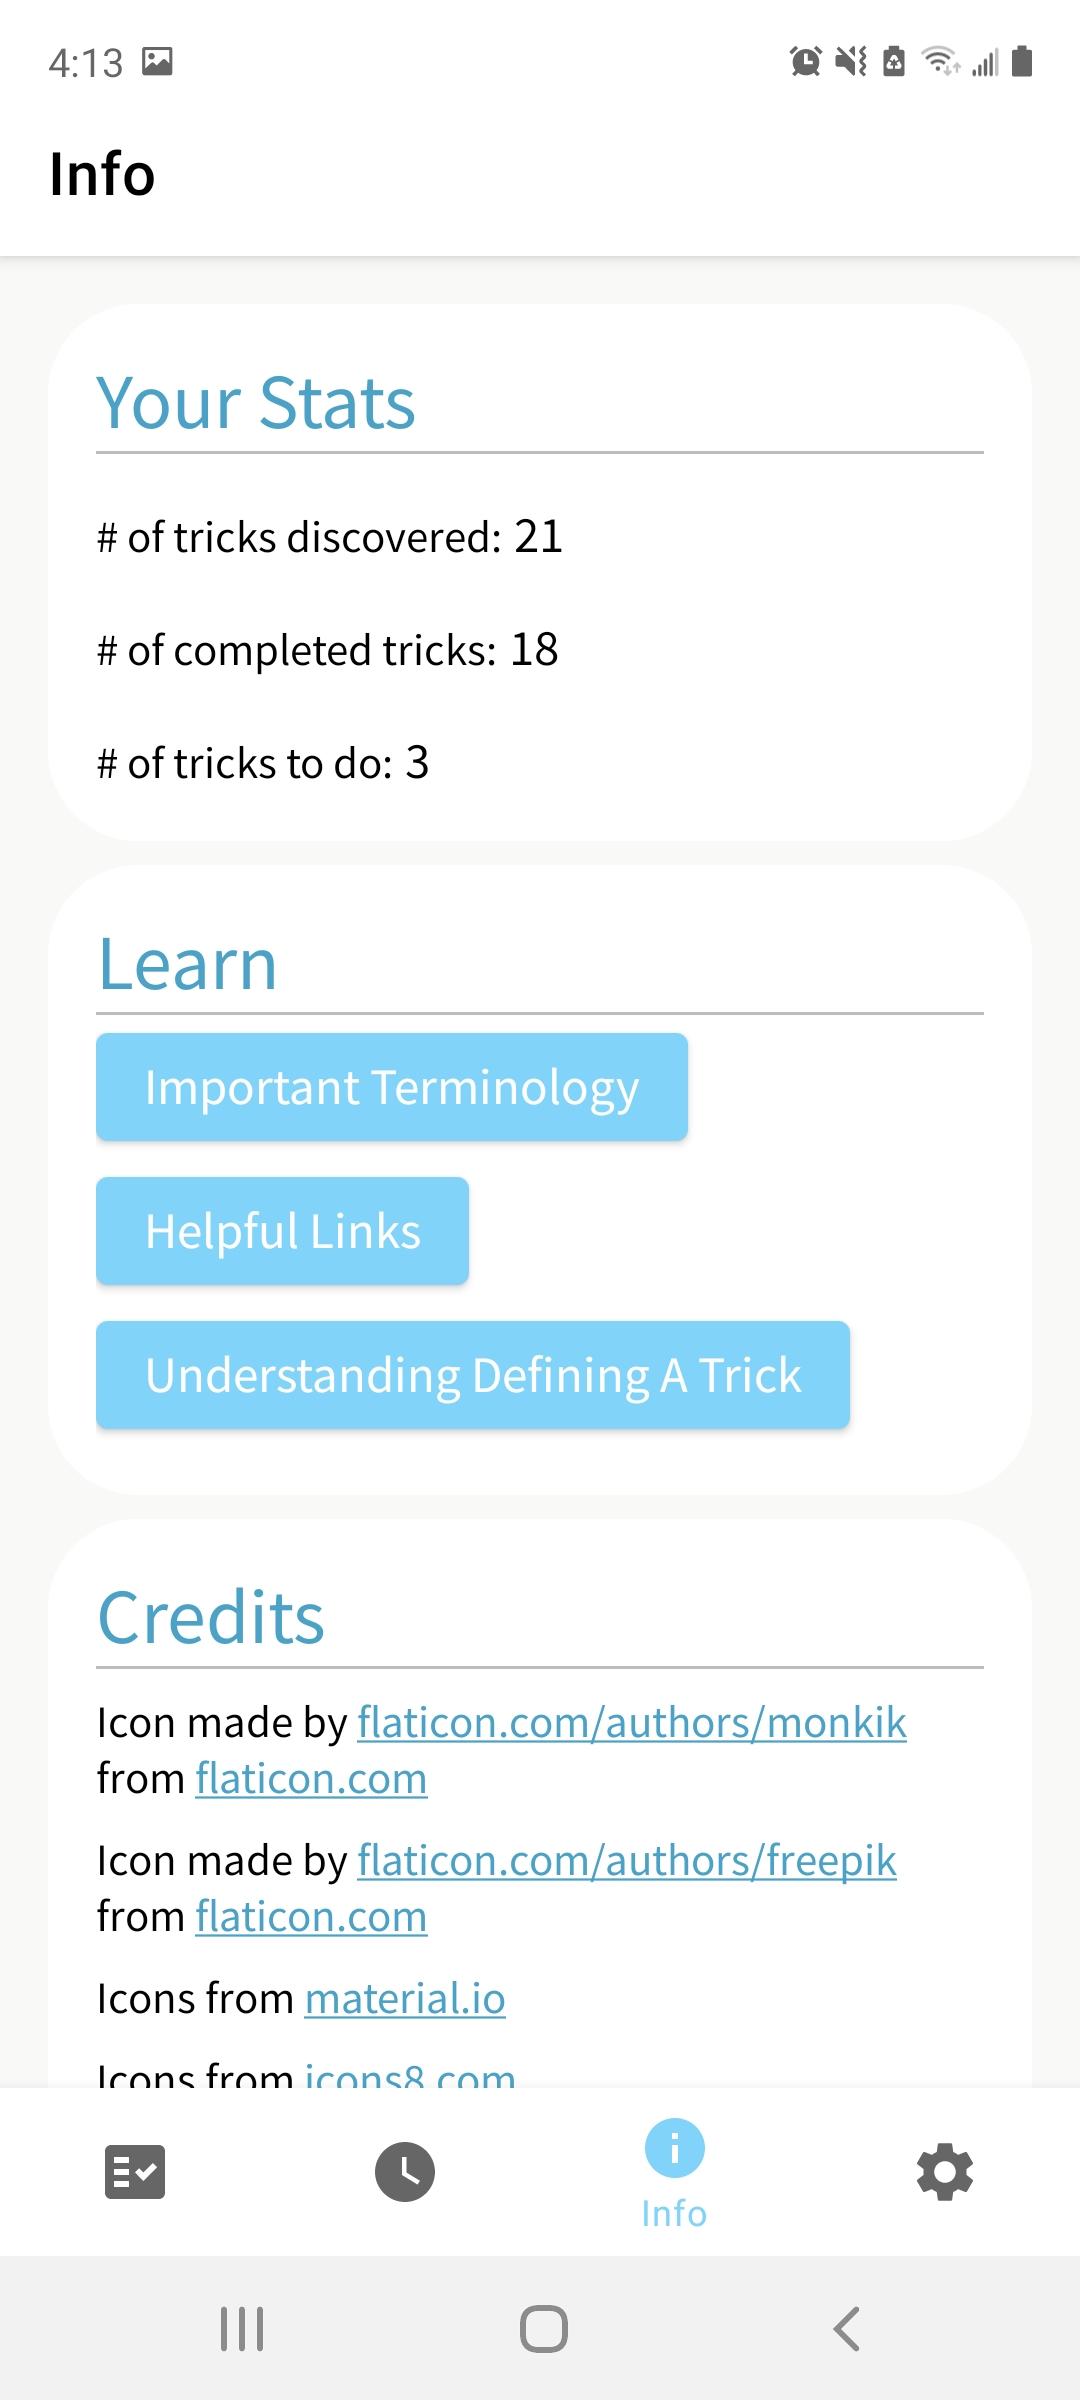 4:13
Info
Your Stats
# of tricks discovered: 21
# of completed tricks: 18
# of tricks to do: 3
Learn
Important Terminology
Helpful Links
Understanding Defining A Trick
Credits
Icon made by flaticon.com/authors/monkik
from flaticon.com
Icon made by flaticon.com/authors/freepik
from flaticon.com
Icons from material.io
Icons from icons8.com
Info